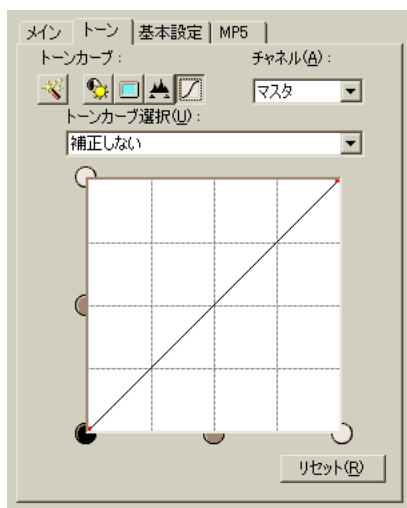 メイン トーン 基本設定 MP5
トーンカーブ : チャネル(A) :
マスタ
トーンカーブ選択(U) :
補正しない
リセット(R)